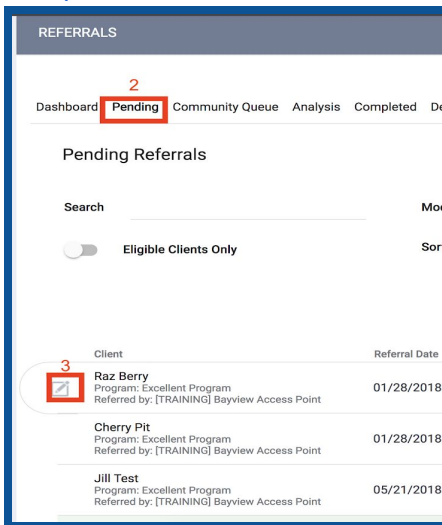 REFERRALS
2
Dashboard Pending Community Queue Analysis Completed De
Pending Referrals
Search
Eligible Clients Only
Sor
Client Referral Date
3
Raz Berry
Program: Excellent Program 01/28/2018
Referred by: [TRAINING] Bayview Access Point
Cherry Pit
Program: Excellent Program 01/28/2018
Referred by: [TRAINING] Bayview Access Point
Jill Test
Program: Excellent Program 05/21/2018
Referred by: [TRAINING] Bayview Access Point